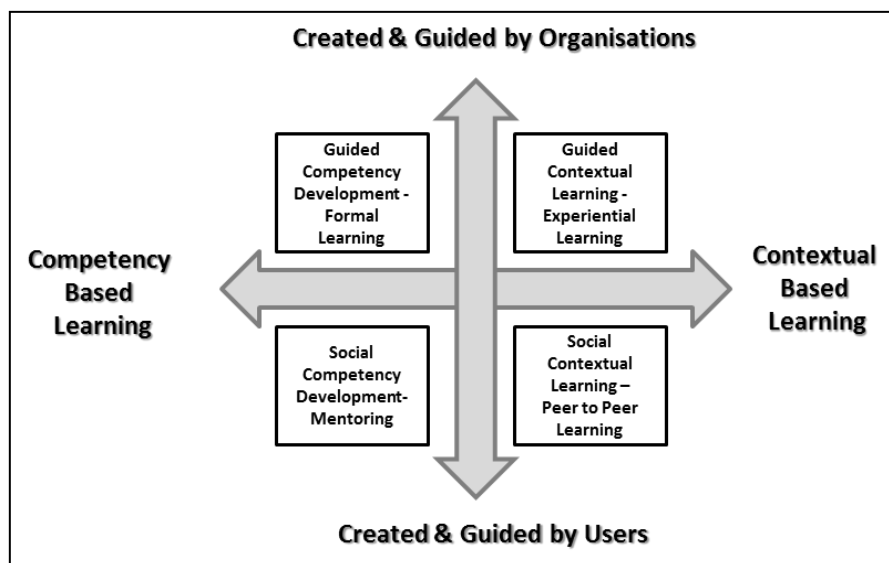 Created & Guided by Organisations
Guided
Competency
Development -
Formal
Learning
Guided
Contextual
Learning -
Experiential
Learning
Competency
Based
Learning
Contextual
Based
Learning
Social
Competency
Development-
Mentoring
Social
Contextual
Learning –
Peer to Peer
Learning
Created & Guided by Users